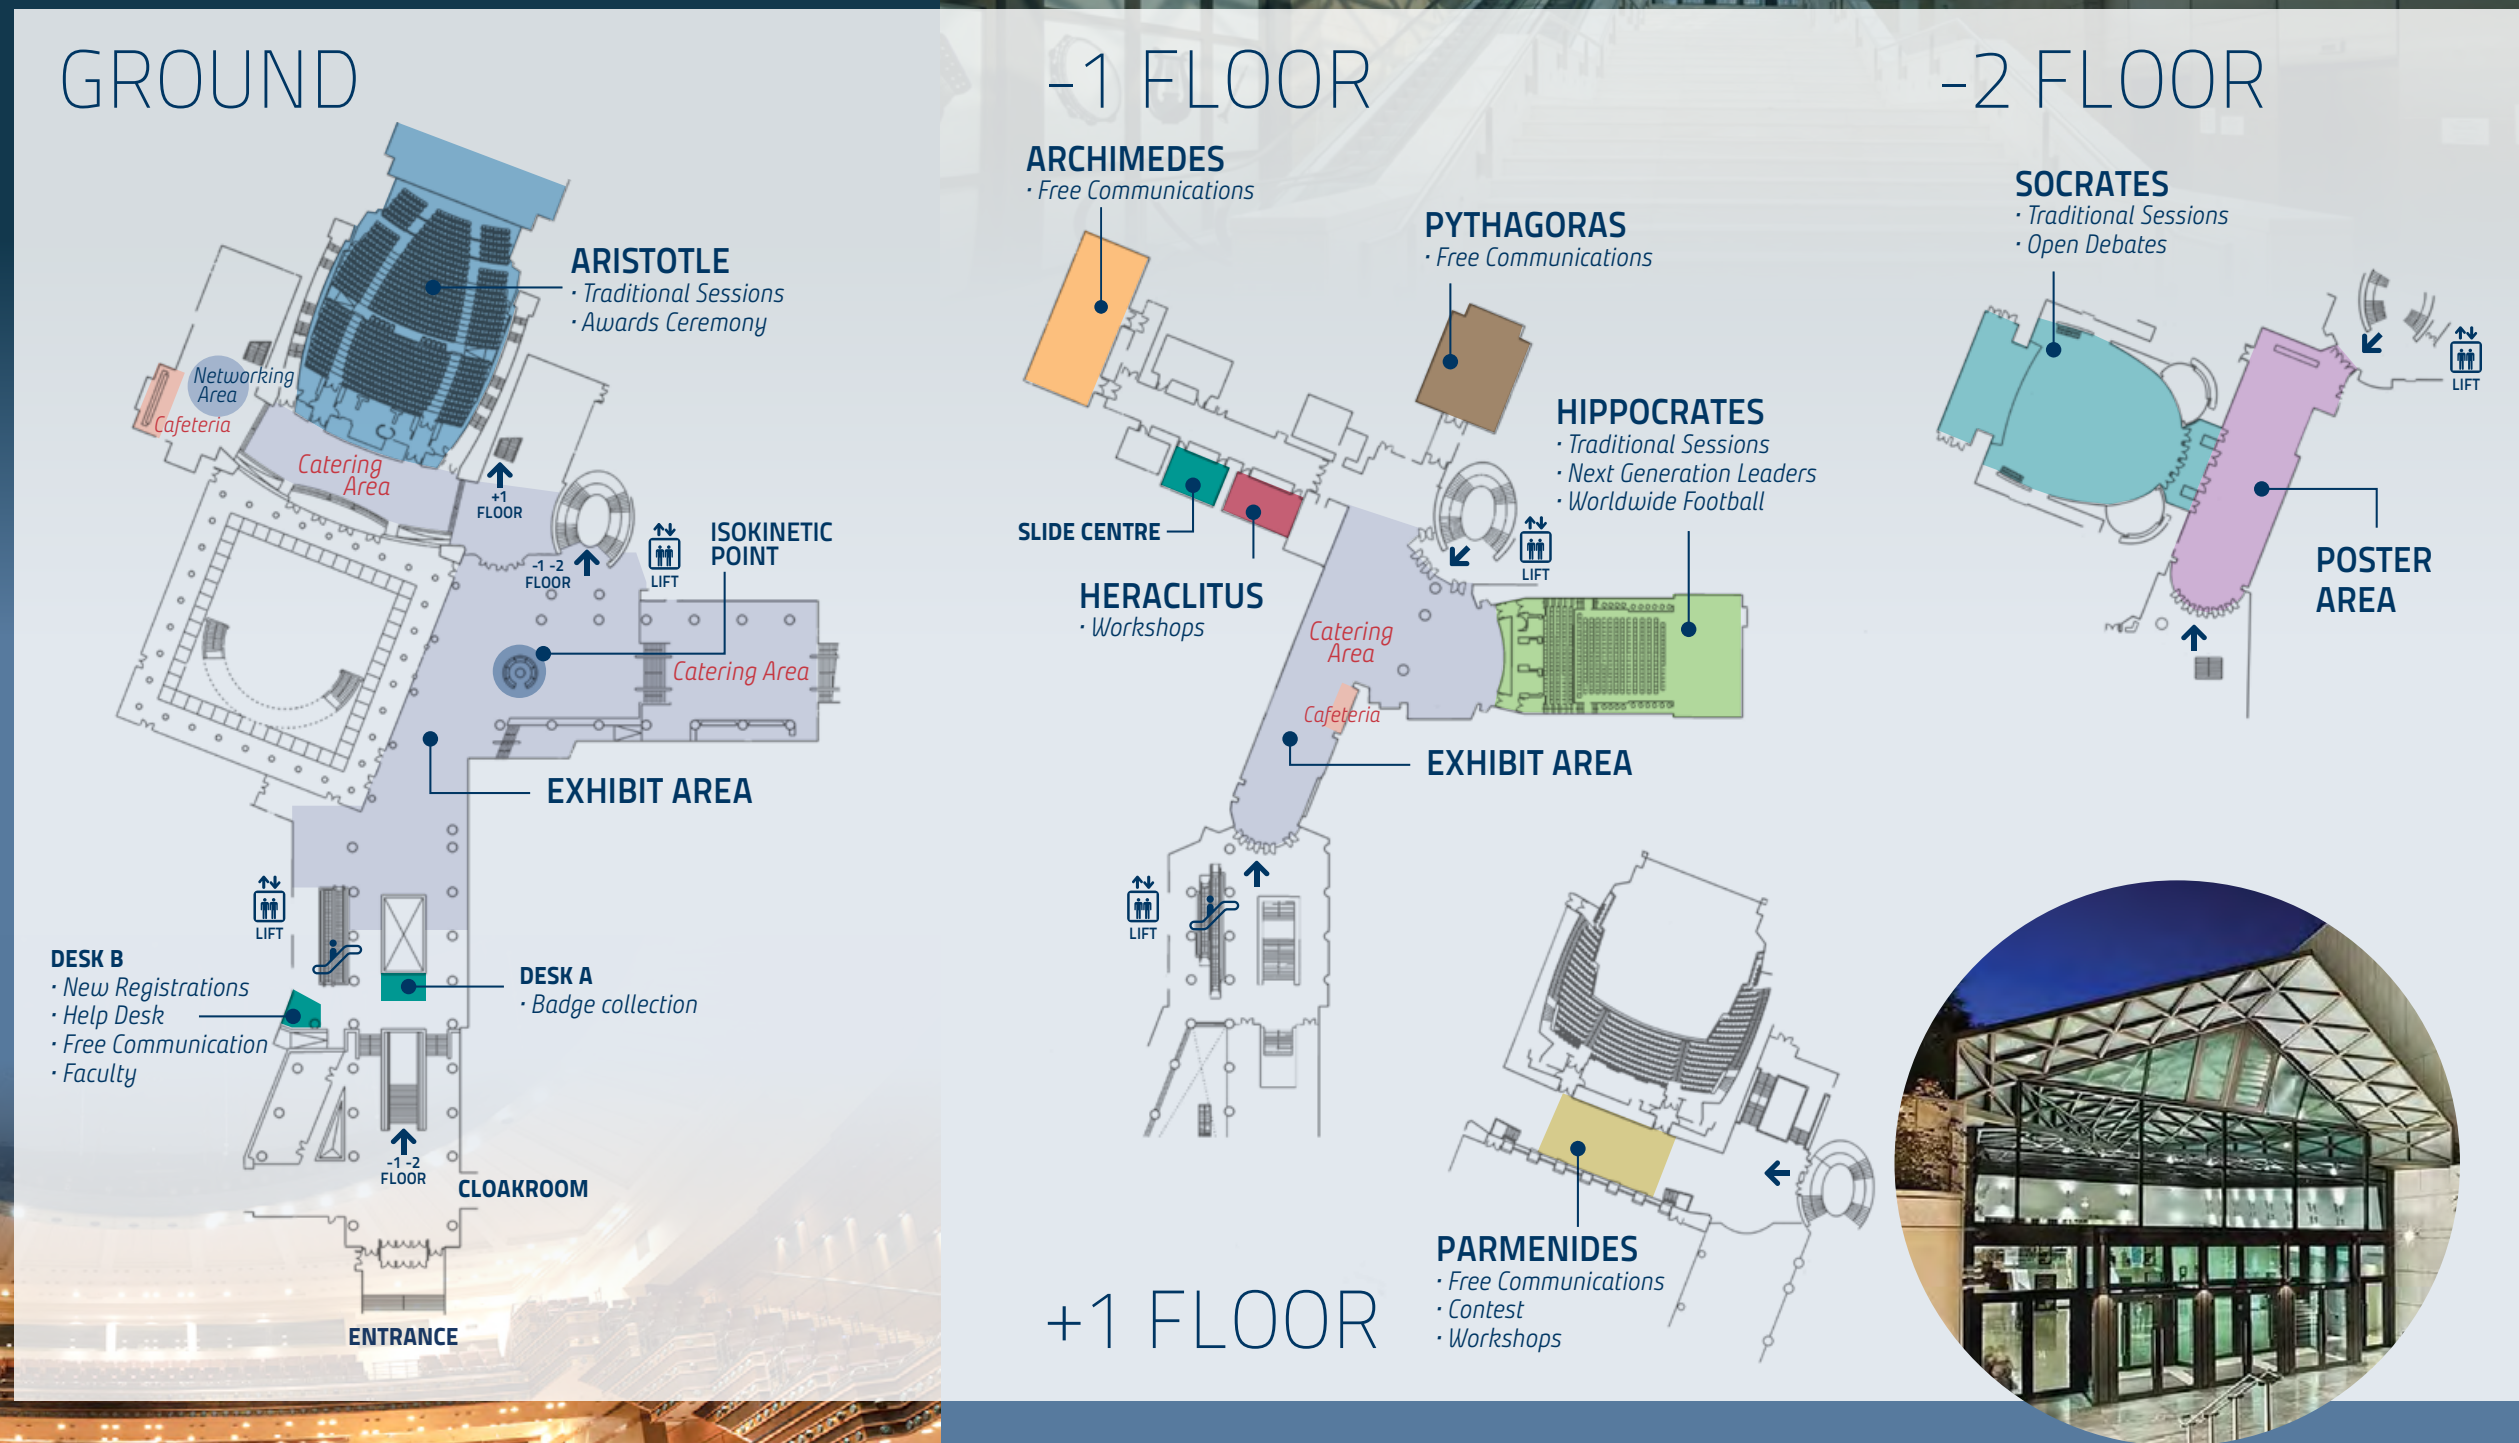 GROUND
ARISTOTLE
· Traditional Sessions
· Awards Ceremony
Networking
Area
Cafeteria
Catering
Area
+1
FLOOR
-1 -2
FLOOR
LIFT
ISOKINETIC
POINT
Catering Area
EXHIBIT AREA
LIFT
DESK B
· New Registrations
· Help Desk
· Free Communication
· Faculty
DESK A
· Badge collection
-1 -2
FLOOR
CLOAKROOM
ENTRANCE
-1 FLOOR
ARCHIMEDES
· Free Communications
PYTHAGORAS
· Free Communications
HIPPOCRATES
· Traditional Sessions
· Next Generation Leaders
· Worldwide Football
SLIDE CENTRE
LIFT
HERACLITUS
· Workshops
Catering
Area
Cafeteria
EXHIBIT AREA
LIFT
-2 FLOOR
SOCRATES
· Traditional Sessions
· Open Debates
LIFT
POSTER
AREA
+1 FLOOR
PARMENIDES
· Free Communications
· Contest
· Workshops